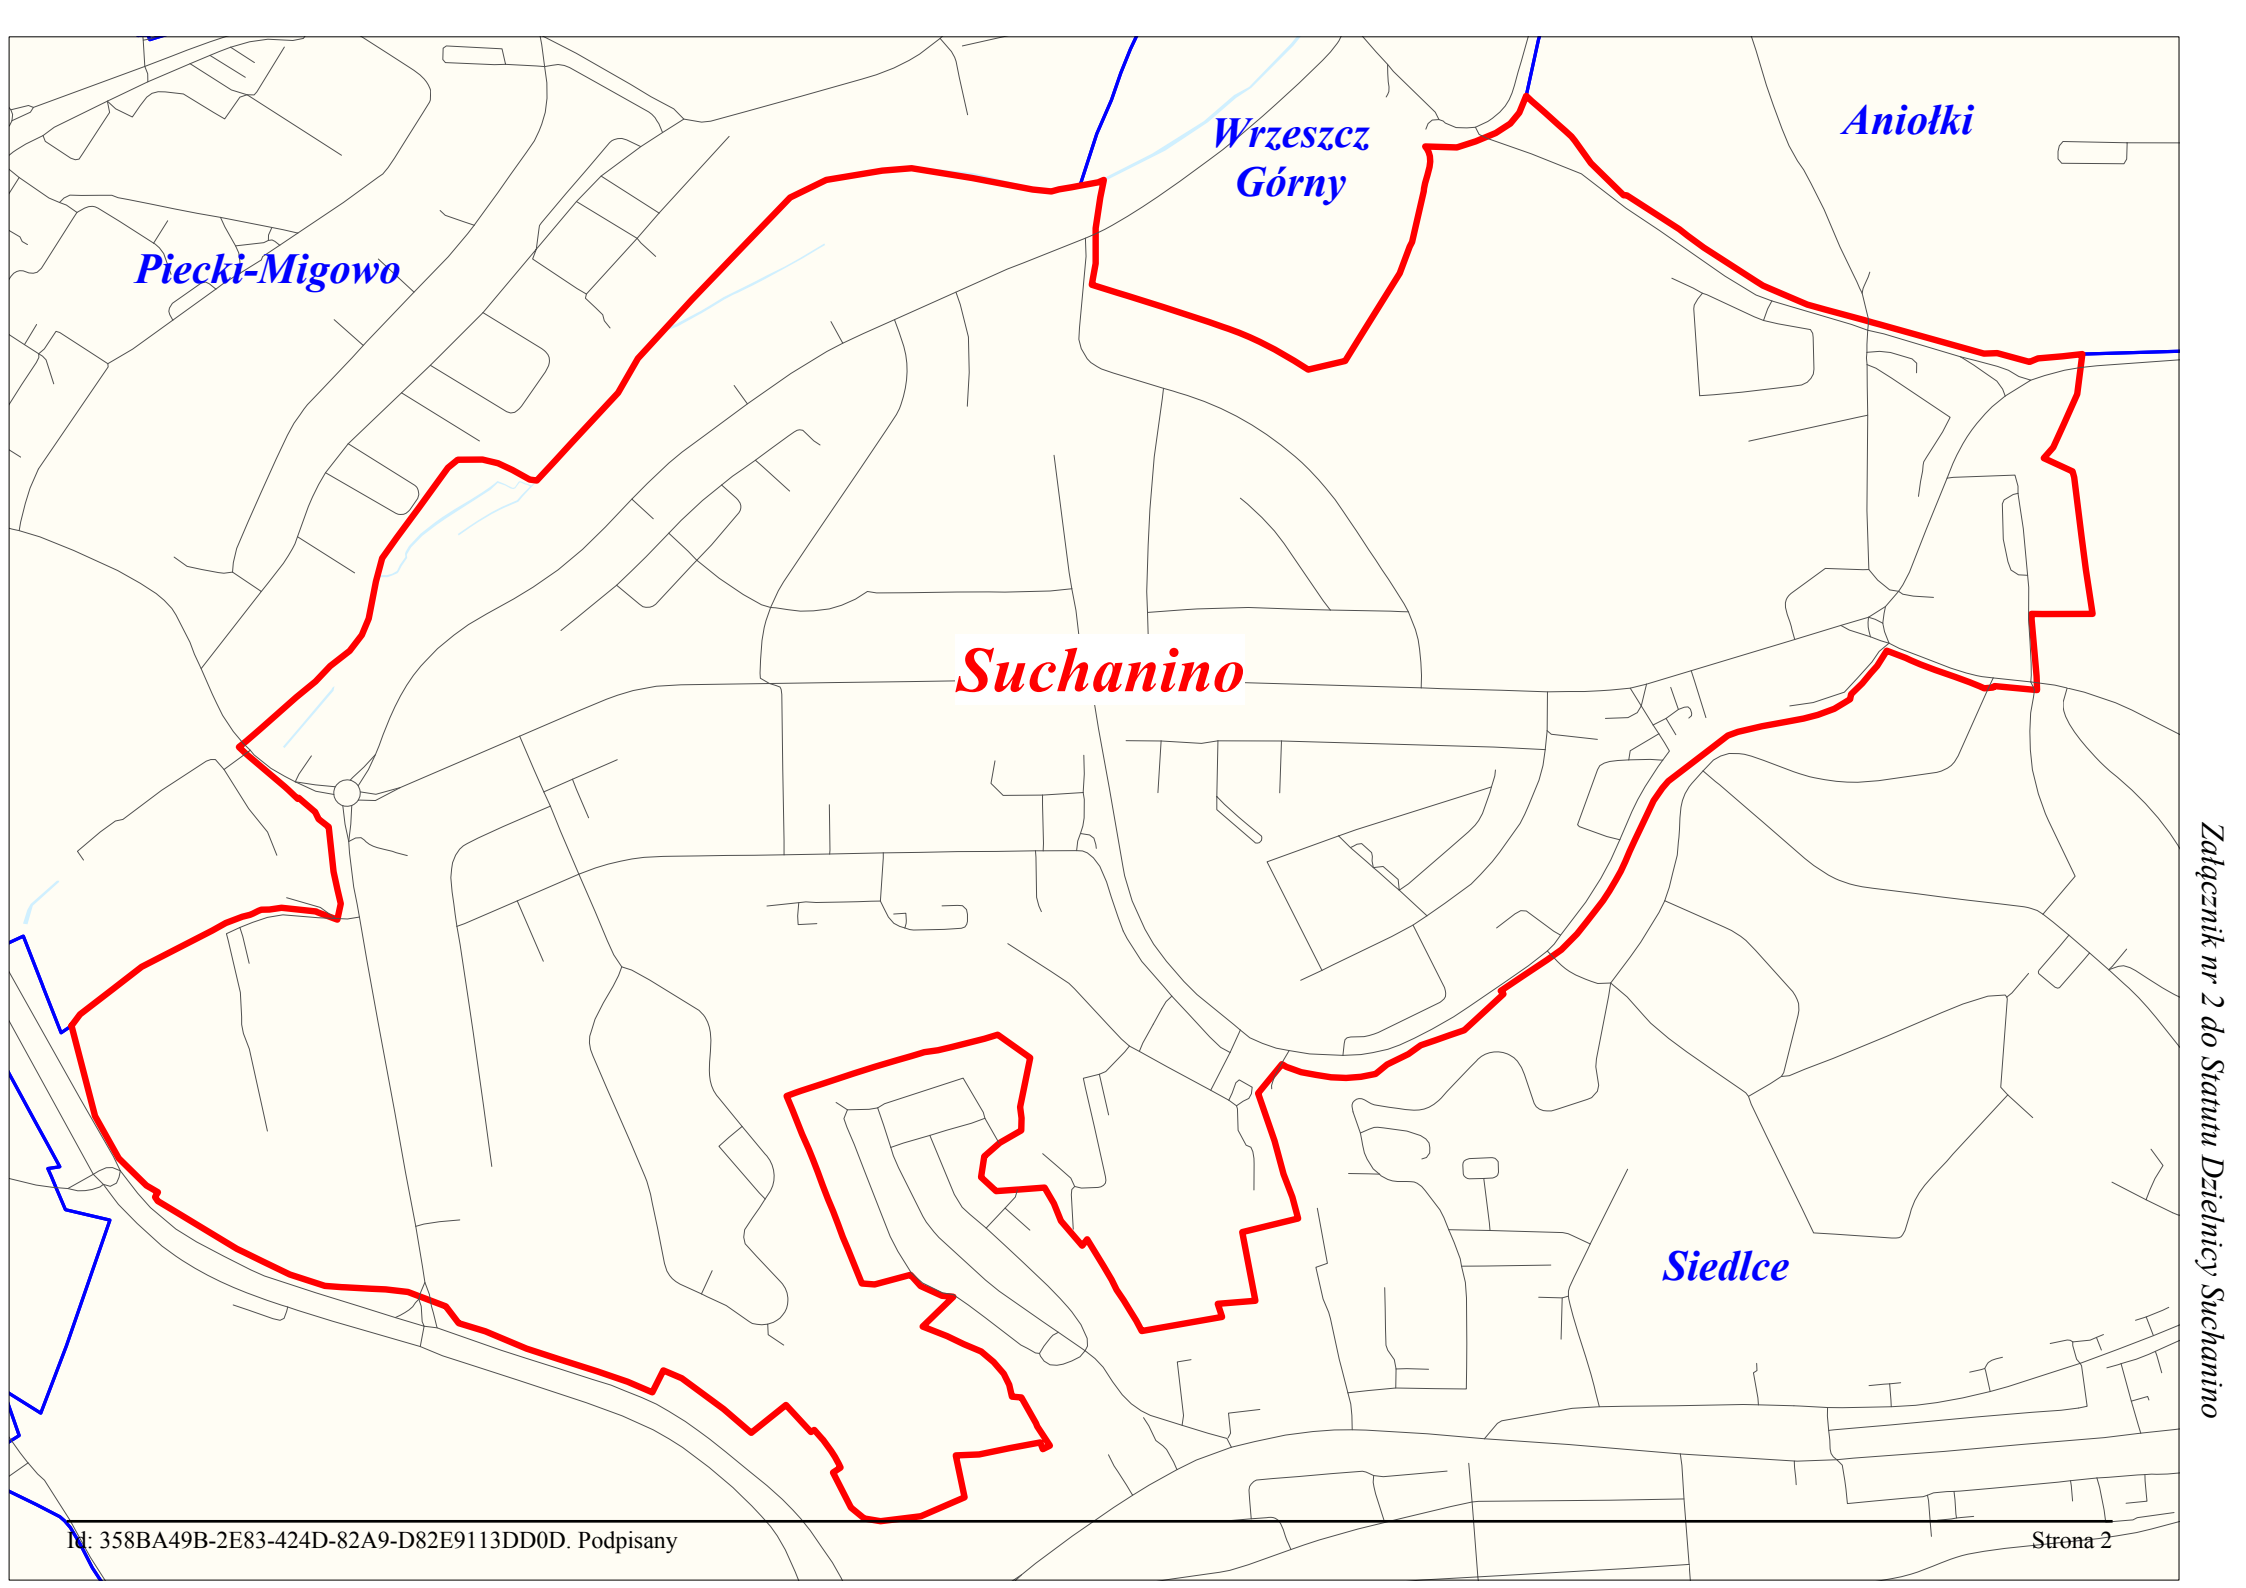 Aniołki
Wrzeszcz
Górny
Piecki-Migowo
Suchanino
Siedlce
Załącznik nr 2 do Statutu Dzielnicy Suchanino
Id: 358BA49B-2E83-424D-82A9-D82E9113DD0D. Podpisany
Strona 2